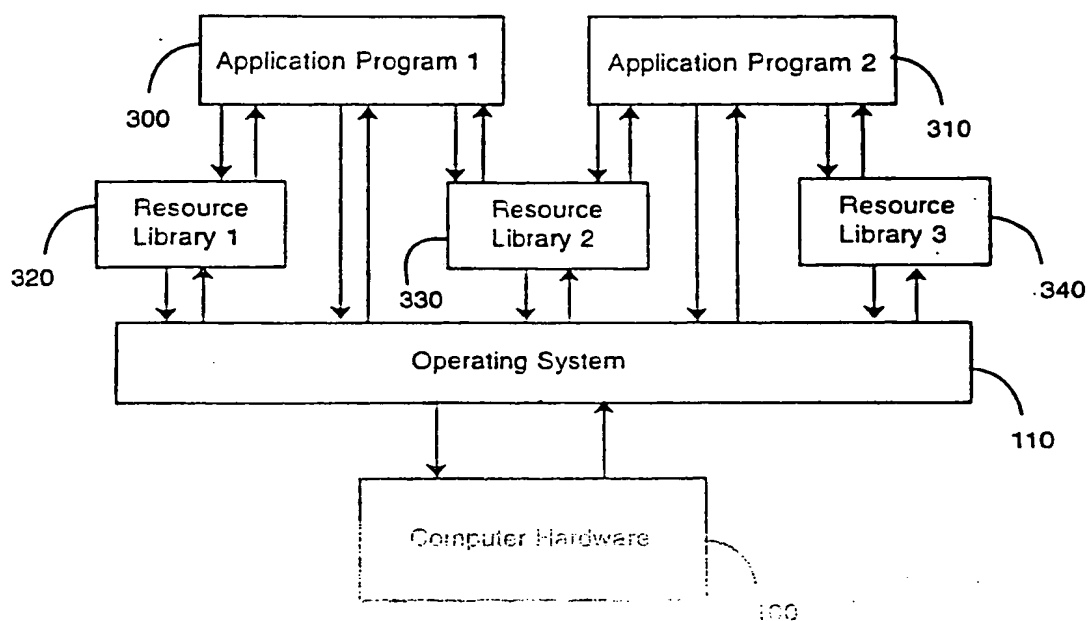 Application Program 1
Application Program 2
300
310
Resource
Library 1
Resource
Library 2
Resource
Library 3
320
330
340
Operating System
110
Computer Hardware
100